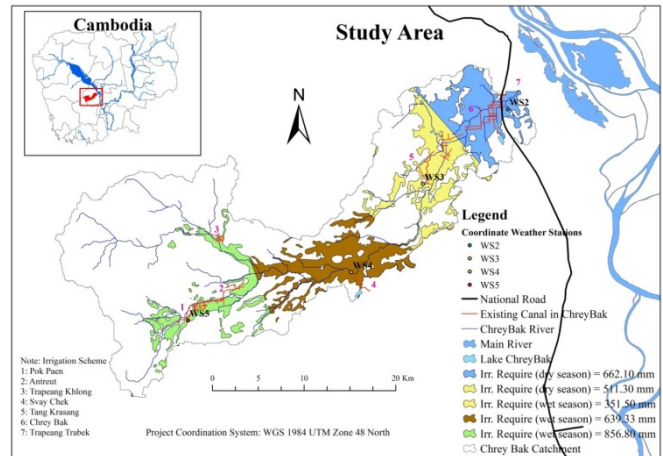 Cambodia
Study Area
N
7
6
WS2
5
WS3
3
WS4
4
2
1
WS5
Legend
Coordinate Weather Stations
WS2
WS3
WS4
WS5
National Road
Existing Canal in ChreyBak
ChreyBak River
Main River
Lake ChreyBak
Irr. Require (dry season) = 662.10 mm
Irr. Require (dry season) = 511.30 mm
Irr. Require (wet season) = 351.50 mm
Irr. Require (wet season) = 639.33 mm
Irr. Require (wet season) = 856.80 mm
Chrey Bak Catchment
Note: Irrigation Scheme
1: Pok Paen
2: Antreut
3: Trapeang Khlong
4: Svay Chek
5: Tang Krasang
6: Chrey Bak
7: Trapeang Trabek
0 5 10 20 Km
Project Coordination System: WGS 1984 UTM Zone 48 North